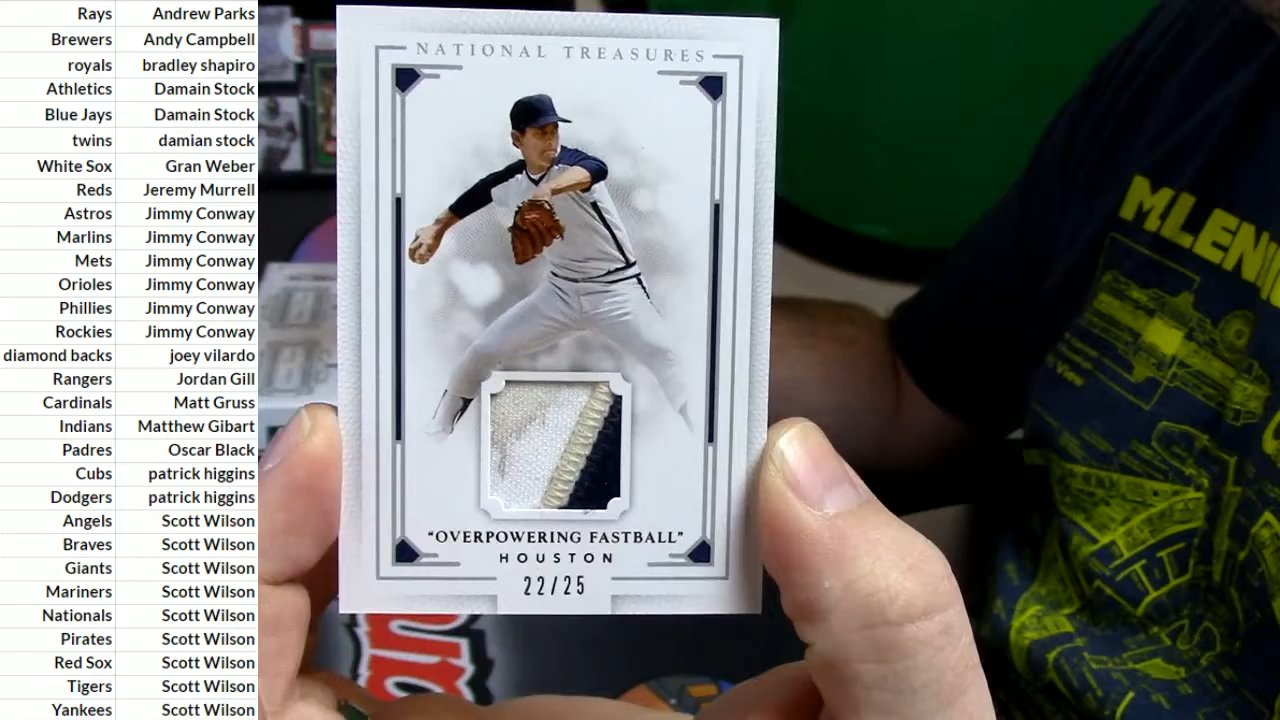 Rays Andrew Parks
Brewers Andy Campbell
royals bradley shapiro
Athletics Damain Stock
Blue Jays Damain Stock
twins damian stock
White Sox Gran Weber
Reds Jeremy Murrell
Astros Jimmy Conway
Marlins Jimmy Conway
Mets Jimmy Conway
Orioles Jimmy Conway
Phillies Jimmy Conway
Rockies Jimmy Conway
diamond backs joey vilardo
Rangers Jordan Gill
Cardinals Matt Gruss
Indians Matthew Gibart
Padres Oscar Black
Cubs patrick higgins
Dodgers patrick higgins
Angels Scott Wilson
Braves Scott Wilson
Giants Scott Wilson
Mariners Scott Wilson
Nationals Scott Wilson
Pirates Scott Wilson
Red Sox Scott Wilson
Tigers Scott Wilson
Yankees Scott Wilson
NATIONAL TREASURES
"OVERPOWERING FASTBALL"
HOUSTON
22/25